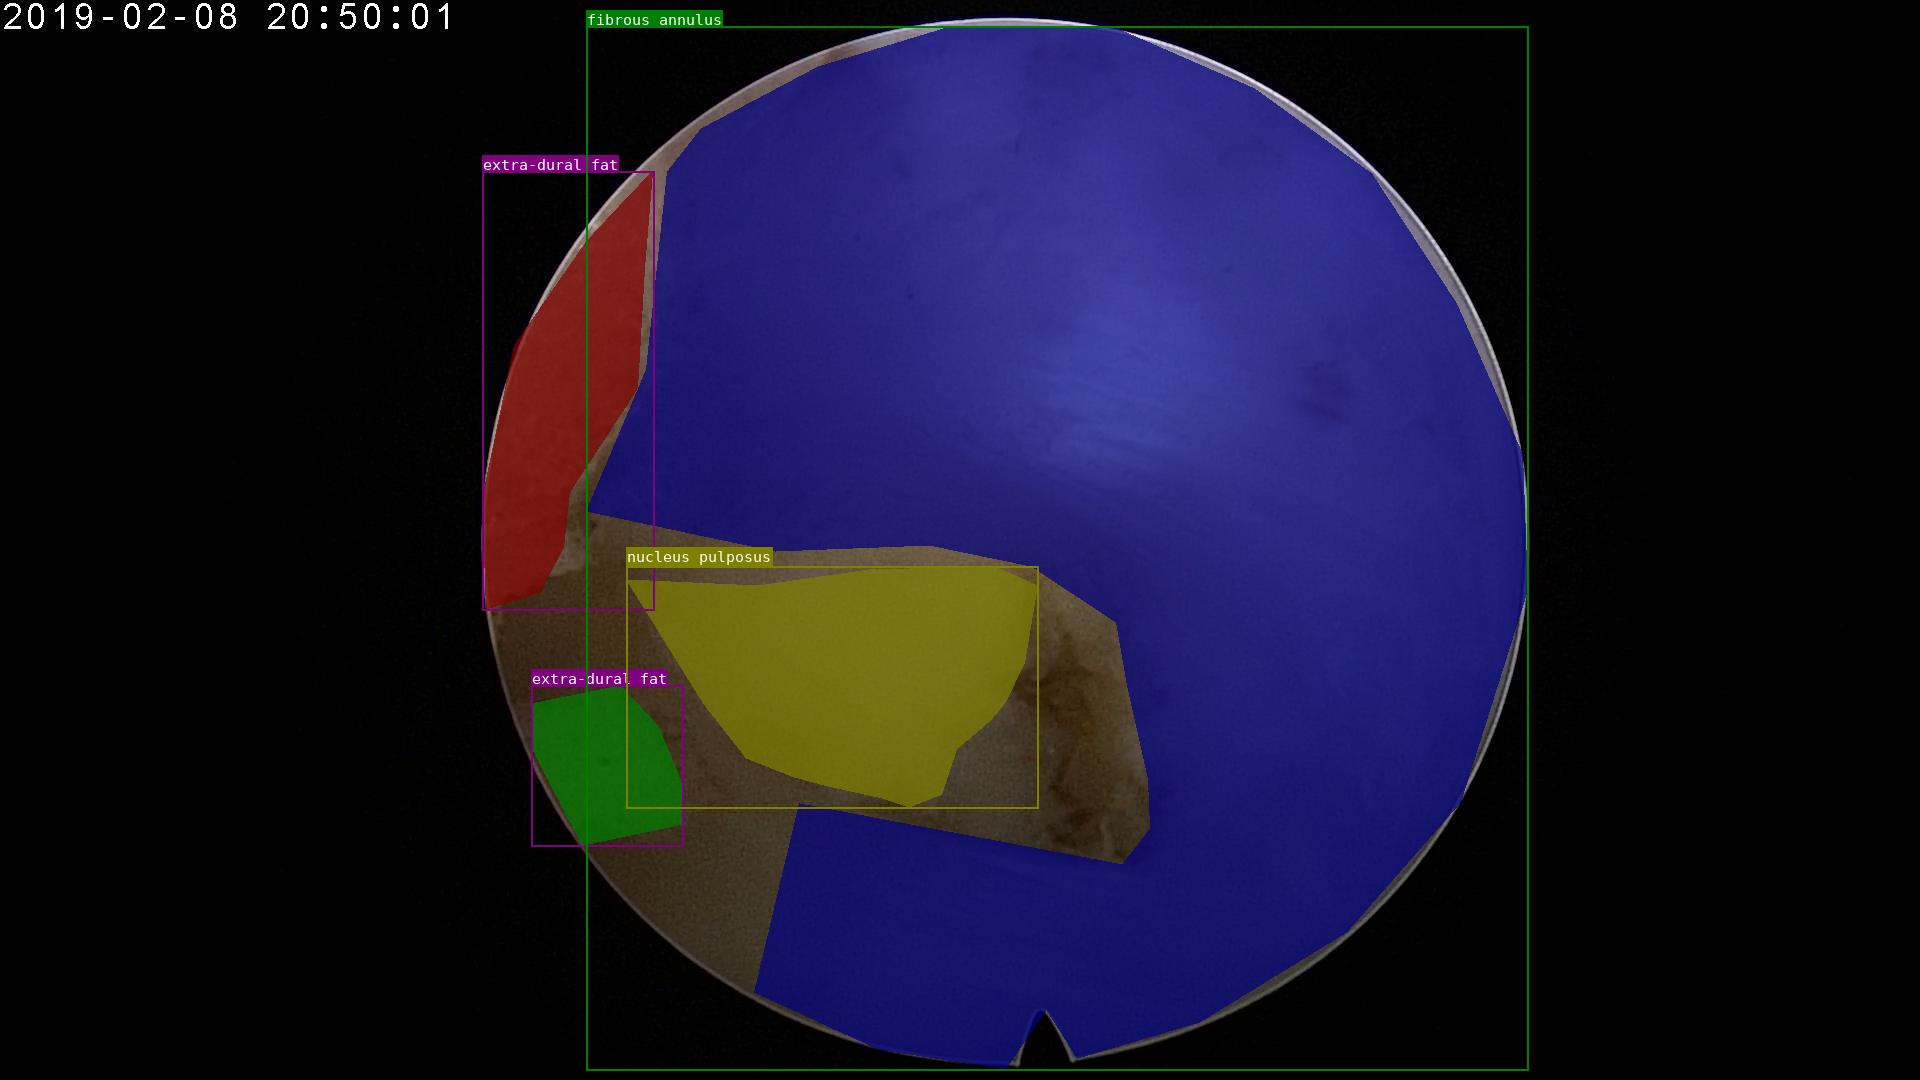 2019-02-08 20:50:01
fibrous annulus
extra-dural fat
nucleus pulposus
extra-dural fat